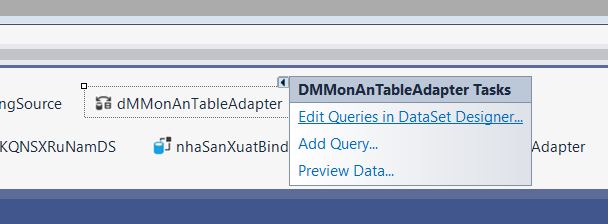 ngSource
dMMonAnTableAdapter
DMMonAnTableAdapter Tasks
Edit Queries in DataSet Designer...
Add Query...
Preview Data...
KQNSXRuNamDS
nhaSanXuatBind
Adapter